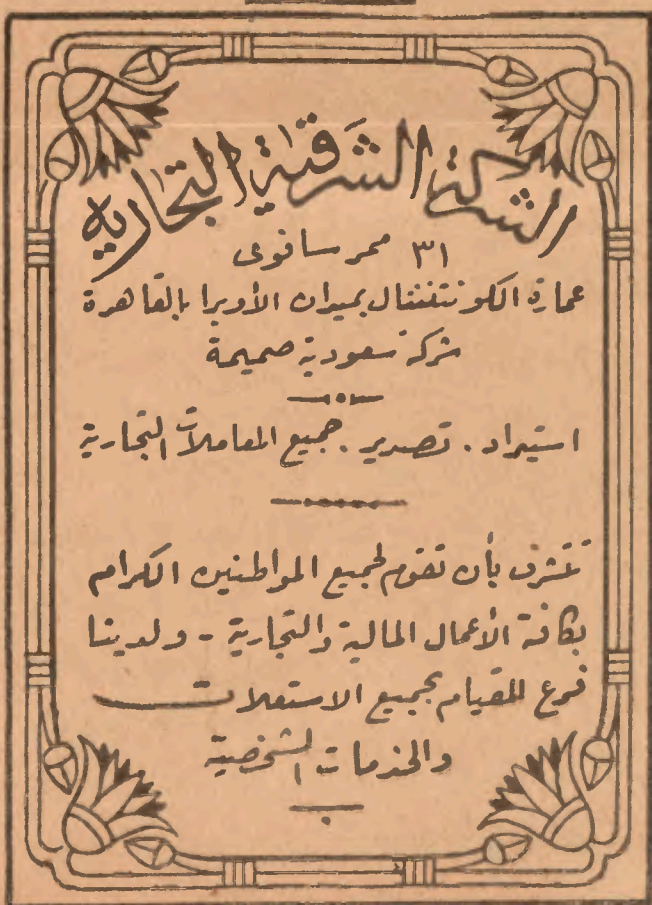 الشركة الشرقية التجارية
٣١ ممر سافوى
عمارة الكونتننتال بميدان الأوبرا بالقاهرة
شركة سعودية صميمة
استيراد . تصدير . جميع المعاملات التجارية
تتشرف بأن تقوم لجميع المواطنين الكرام
بكافة الأعمال المالية والتجارية - ولدينا
فرع للقيام بجميع الاستعلامات
والخدمات الشخصية